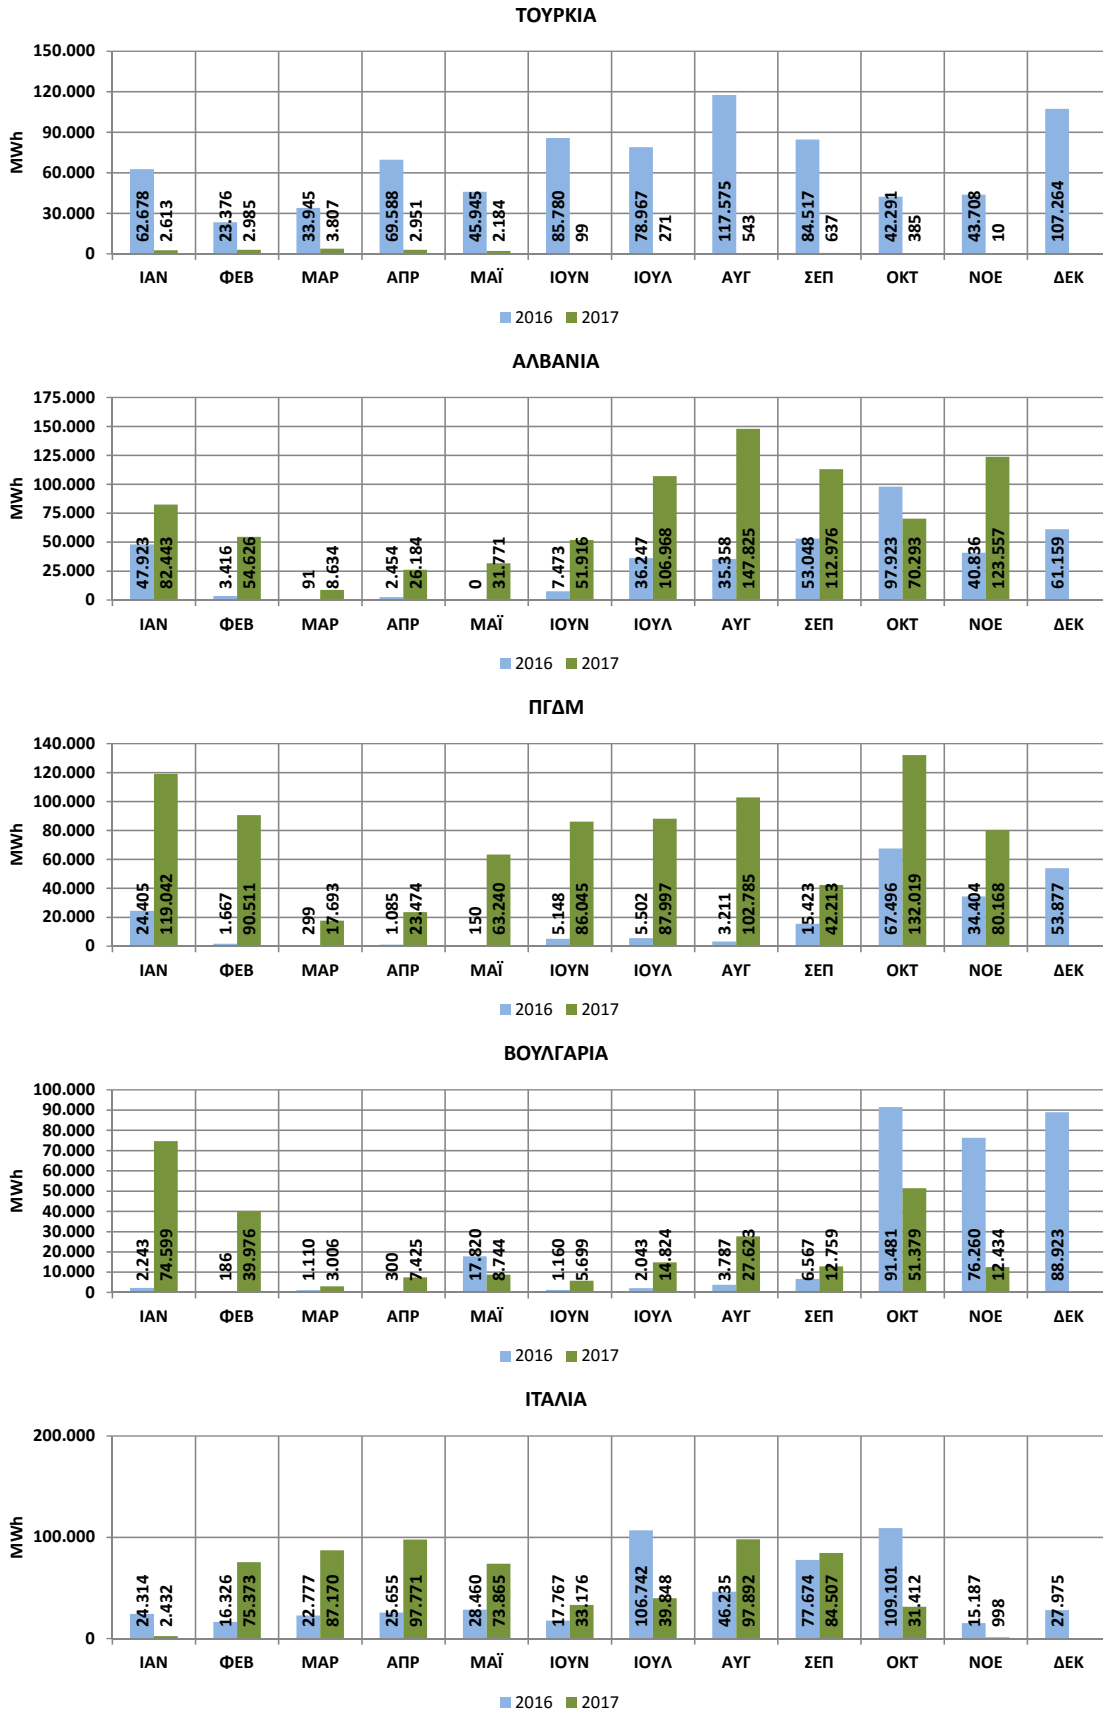 ΤΟΥΡΚΙΑ
150.000
120.000
90.000
60.000
30.000
0
MWh
62.678 2.613 23.376 2.985 33.945 3.807 69.588 2.951 45.945 2.184 85.780 99 78.967 271 117.575 543 84.517 637 42.291 385 43.708 10 107.264
ΙΑΝ ΦΕΒ ΜΑΡ ΑΠΡ ΜΑΪ ΙΟΥΝ ΙΟΥΛ ΑΥΓ ΣΕΠ ΟΚΤ ΝΟΕ ΔΕΚ
2016 2017
ΑΛΒΑΝΙΑ
175.000
150.000
125.000
100.000
75.000
50.000
25.000
0
MWh
47.923 82.443 3.416 54.626 91 8.634 2.454 26.184 0 31.771 7.473 51.916 36.247 106.968 35.358 147.825 53.048 112.976 97.923 70.293 40.836 123.557 61.159
ΙΑΝ ΦΕΒ ΜΑΡ ΑΠΡ ΜΑΪ ΙΟΥΝ ΙΟΥΛ ΑΥΓ ΣΕΠ ΟΚΤ ΝΟΕ ΔΕΚ
2016 2017
ΠΓΔΜ
140.000
120.000
100.000
80.000
60.000
40.000
20.000
0
MWh
24.405 119.042 1.667 90.511 299 17.693 1.085 23.474 150 63.240 5.148 86.045 5.502 87.997 3.211 102.785 15.423 42.213 67.496 132.019 34.404 80.168 53.877
ΙΑΝ ΦΕΒ ΜΑΡ ΑΠΡ ΜΑΪ ΙΟΥΝ ΙΟΥΛ ΑΥΓ ΣΕΠ ΟΚΤ ΝΟΕ ΔΕΚ
2016 2017
ΒΟΥΛΓΑΡΙΑ
100.000
90.000
80.000
70.000
60.000
50.000
40.000
30.000
20.000
10.000
0
MWh
2.243 74.599 186 39.976 1.110 3.006 300 7.425 17.820 8.744 1.160 5.699 2.043 14.824 3.787 27.623 6.567 12.759 91.481 51.379 76.260 12.434 88.923
ΙΑΝ ΦΕΒ ΜΑΡ ΑΠΡ ΜΑΪ ΙΟΥΝ ΙΟΥΛ ΑΥΓ ΣΕΠ ΟΚΤ ΝΟΕ ΔΕΚ
2016 2017
ΙΤΑΛΙΑ
200.000
100.000
0
MWh
24.314 2.432 16.326 75.373 22.777 87.170 25.655 97.771 28.460 73.865 17.767 33.176 106.742 39.848 46.235 97.892 77.674 84.507 109.101 31.412 15.187 998 27.975
ΙΑΝ ΦΕΒ ΜΑΡ ΑΠΡ ΜΑΪ ΙΟΥΝ ΙΟΥΛ ΑΥΓ ΣΕΠ ΟΚΤ ΝΟΕ ΔΕΚ
2016 2017